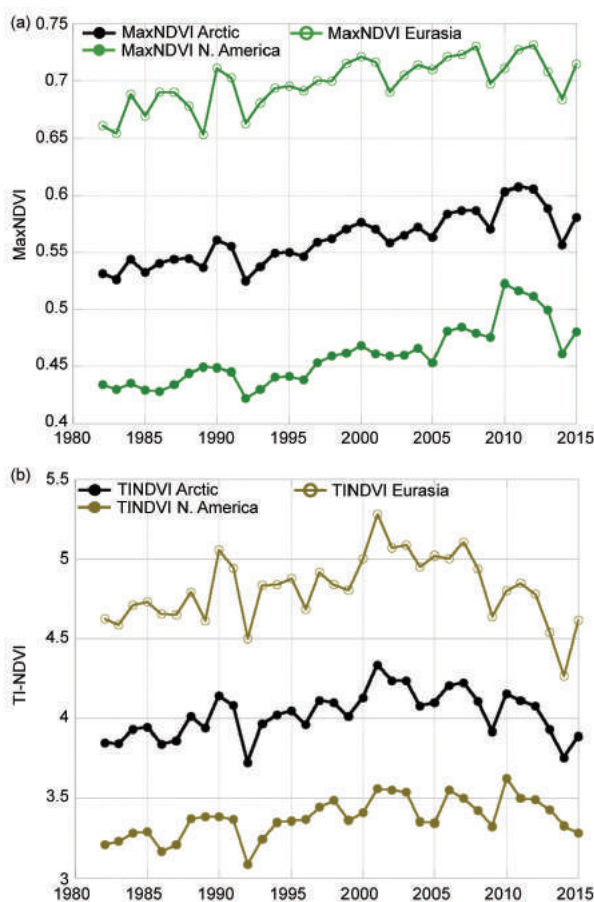 (a)
MaxNDVI Arctic MaxNDVI Eurasia
MaxNDVI N. America
0.75
0.7
0.65
0.6
0.55
0.5
0.45
0.4
MaxNDVI
1980 1985 1990 1995 2000 2005 2010 2015
(b)
5.5
TINDVI Arctic TINDVI Eurasia
TINDVI N. America
5
4.5
4
3.5
3
TI-NDVI
1980 1985 1990 1995 2000 2005 2010 2015